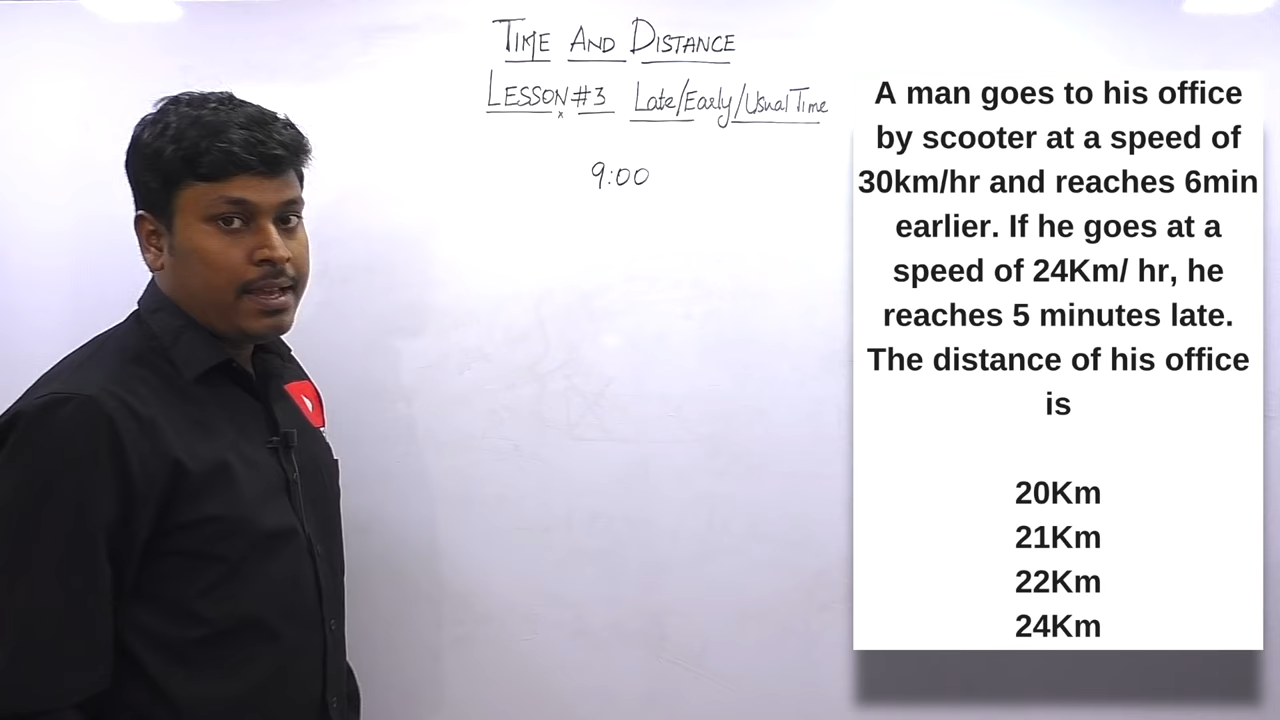 TIME AND DISTANCE
LESSON#3 Late/Early/Usual Time
9:00
A man goes to his office
by scooter at a speed of
30km/hr and reaches 6min
earlier. If he goes at a
speed of 24Km/ hr, he
reaches 5 minutes late.
The distance of his office
is
20Km
21Km
22Km
24Km